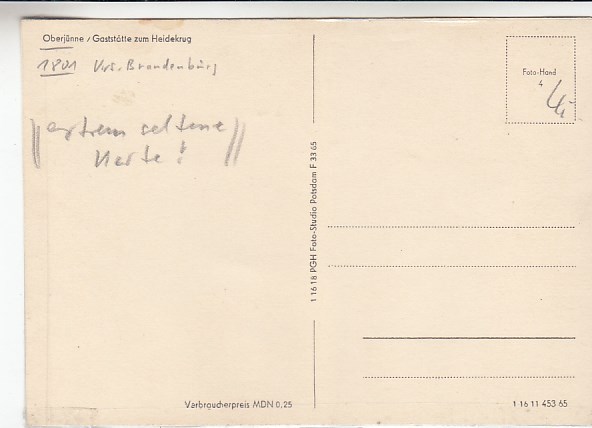 Oberjünne / Gaststätte zum Heidekrug
1801 Krs. Brandenburg
extrem seltene
Karte!
Foto-Hand
4
4,-
1 16 18 PGH Foto-Studio Potsdam F 33 65
Verbraucherpreis MDN 0,25
1 16 11 453 65